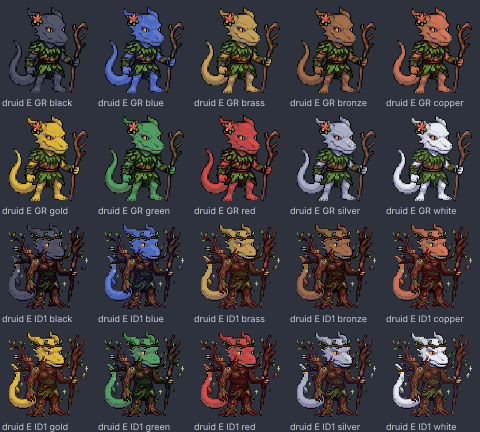 druid E GR black
druid E GR blue
druid E GR brass
druid E GR bronze
druid E GR copper
druid E GR gold
druid E GR green
druid E GR red
druid E GR silver
druid E GR white
druid E ID1 black
druid E ID1 blue
druid E ID1 brass
druid E ID1 bronze
druid E ID1 copper
druid E ID1 gold
druid E ID1 green
druid E ID1 red
druid E ID1 silver
druid E ID1 white